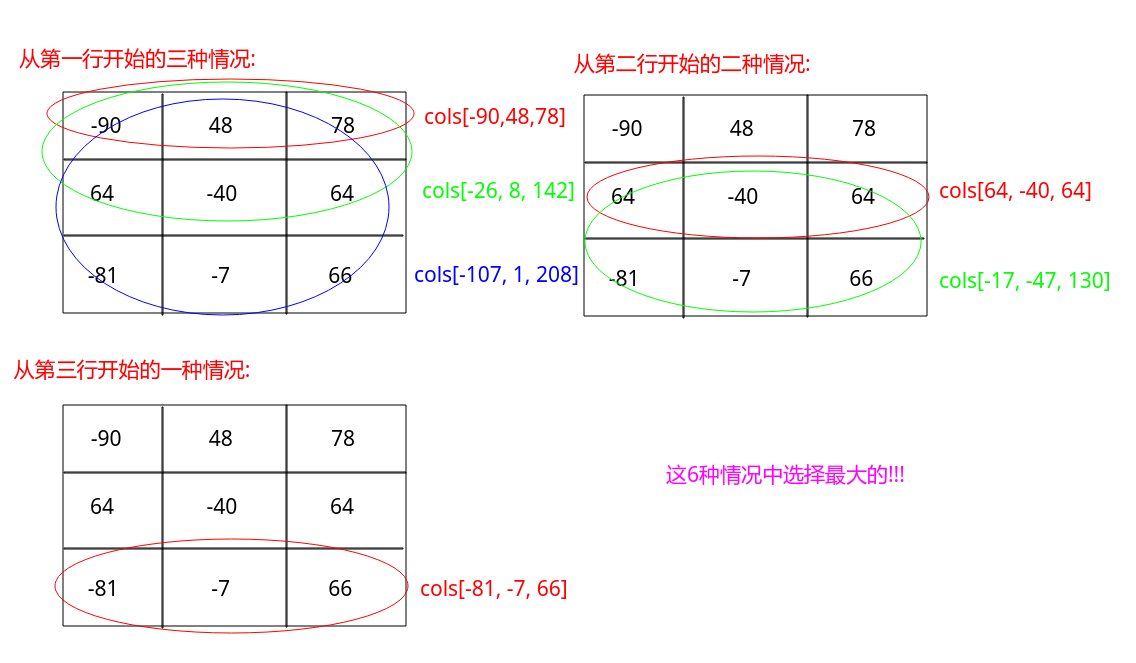 从第一行开始的三种情况:
-90 48 78
cols[-90,48,78]
64 -40 64
cols[-26, 8, 142]
-81 -7 66
cols[-107, 1, 208]
从第二行开始的二种情况:
-90 48 78
64 -40 64
cols[64, -40, 64]
-81 -7 66
cols[-17, -47, 130]
从第三行开始的一种情况:
-90 48 78
64 -40 64
-81 -7 66
cols[-81, -7, 66]
这6种情况中选择最大的!!!